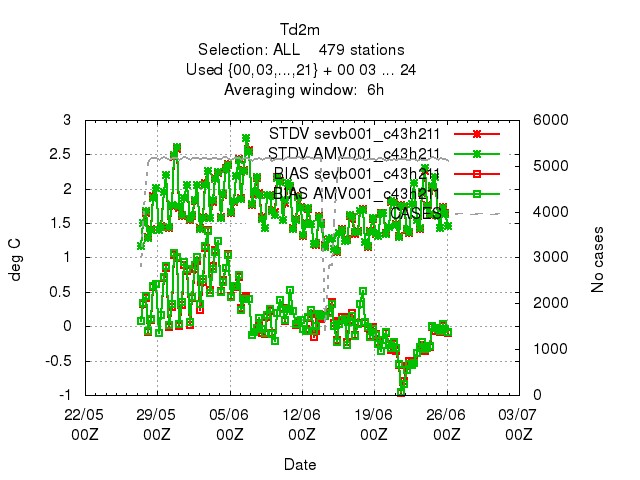 Td2m
Selection: ALL    479 stations
Used {00,03,...,21} + 00 03 ... 24
Averaging window:  6h
3
2.5
2
1.5
1
0.5
0
-0.5
-1
deg C
STDV sevb001_c43h211
STDV AMV001_c43h211
BIAS sevb001_c43h211
BIAS AMV001_c43h211
CASES
6000
5000
4000
3000
2000
1000
0
No cases
22/05 29/05 05/06 12/06 19/06 26/06 03/07
00Z 00Z 00Z 00Z 00Z 00Z 00Z
Date